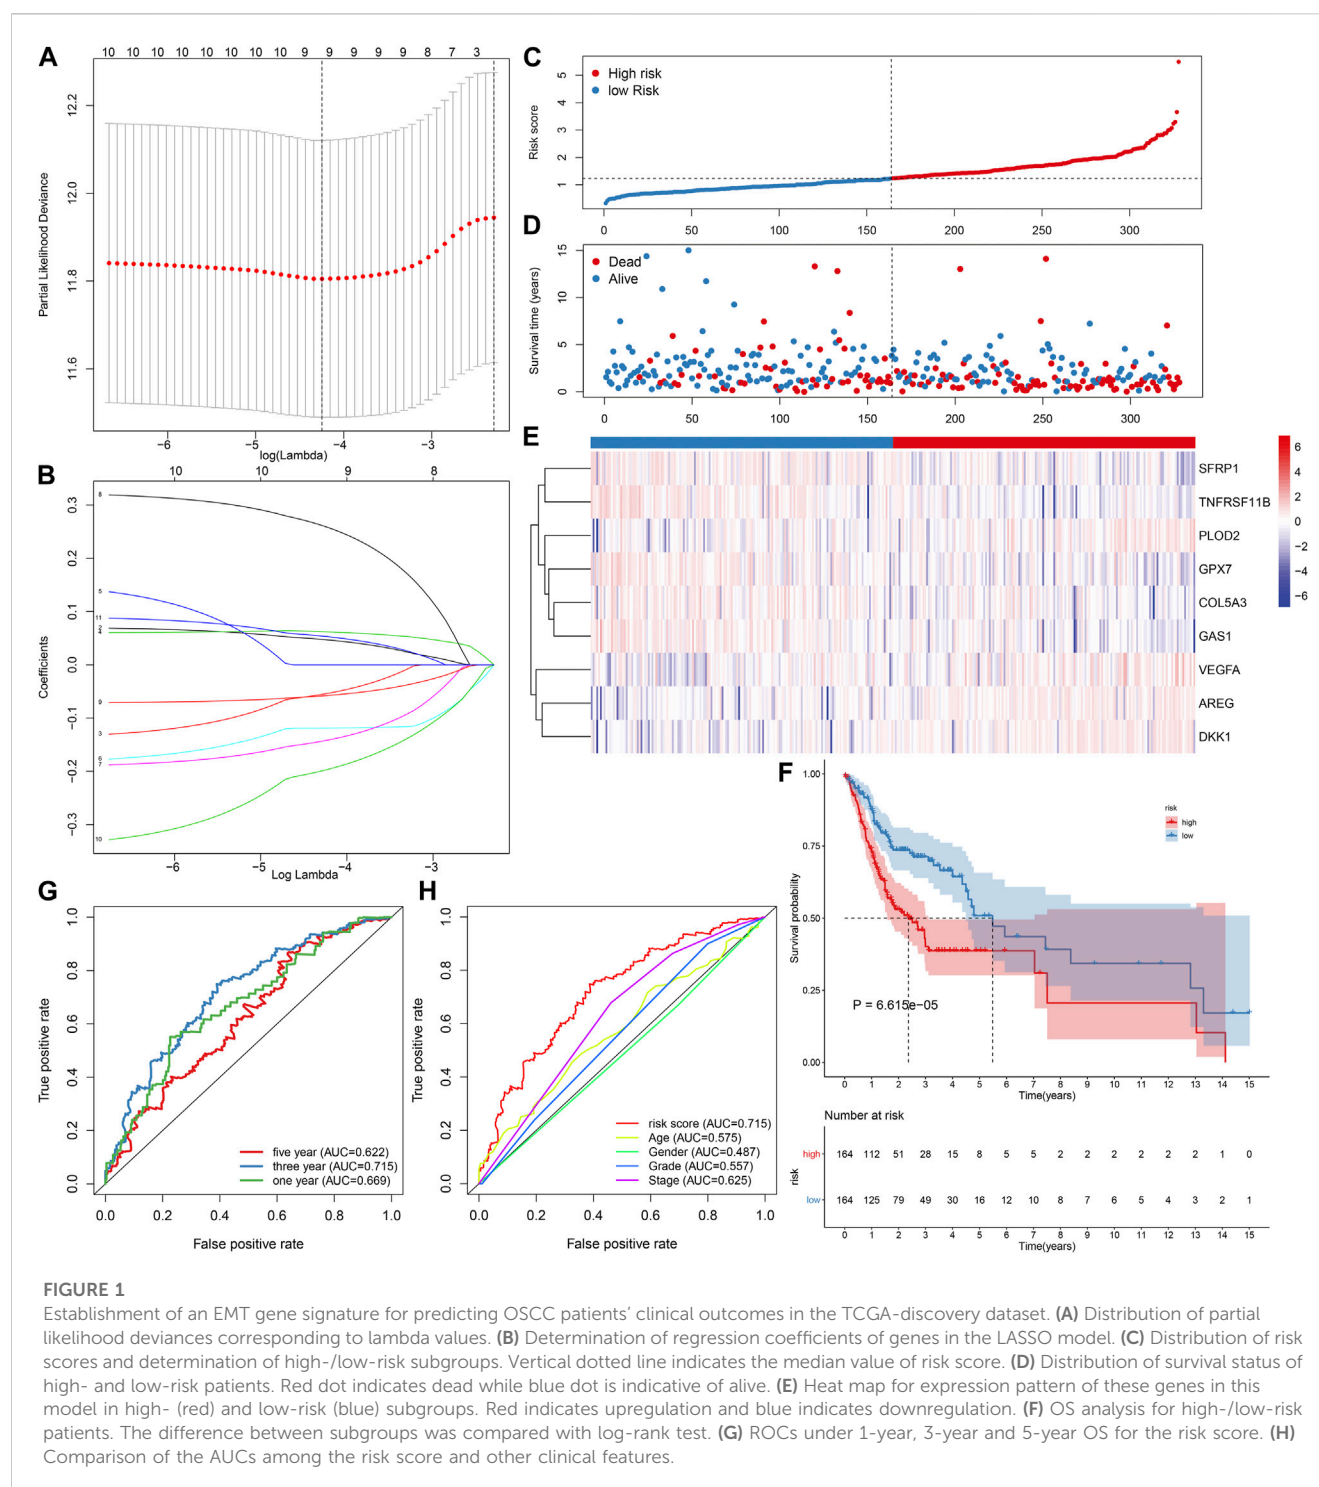 A
10 10 10 10 10 10 10 10 9 9 9 9 9 8 7 3
12.2
12.0
11.8
11.6
Partial Likelihood Deviance
−6 −5 −4 −3
log(Lambda)
B
10 10 9 8
0.3
0.2
0.1
0.0
−0.1
−0.2
−0.3
Coefficients
8
5
11
2
4
9
3
6
7
10
−6 −5 −4 −3
Log Lambda
C
High risk
low Risk
5
4
3
2
1
Risk score
0 50 100 150 200 250 300
D
Dead
Alive
15
10
5
0
Survival time (years)
0 50 100 150 200 250 300
E
SFRP1
TNFRSF11B
PLOD2
GPX7
COL5A3
GAS1
VEGFA
AREG
DKK1
6
4
2
0
−2
−4
−6
F
1.00
0.75
0.50
0.25
0.00
Survival probability
risk
high
low
P = 6.615e−05
0 1 2 3 4 5 6 7 8 9 10 11 12 13 14 15
Time(years)
Number at risk
risk
high 164 112 51 28 15 8 5 5 2 2 2 2 2 2 1 0
low 164 125 79 49 30 16 12 10 8 7 6 5 4 3 2 1
0 1 2 3 4 5 6 7 8 9 10 11 12 13 14 15
Time(years)
G
1.0
0.8
0.6
0.4
0.2
0.0
True positive rate
five year (AUC=0.622)
three year (AUC=0.715)
one year (AUC=0.669)
0.0 0.2 0.4 0.6 0.8 1.0
False positive rate
H
1.0
0.8
0.6
0.4
0.2
0.0
True positive rate
risk score (AUC=0.715)
Age (AUC=0.575)
Gender (AUC=0.487)
Grade (AUC=0.557)
Stage (AUC=0.625)
0.0 0.2 0.4 0.6 0.8 1.0
False positive rate
FIGURE 1
Establishment of an EMT gene signature for predicting OSCC patients’ clinical outcomes in the TCGA-discovery dataset. (A) Distribution of partial
likelihood deviances corresponding to lambda values. (B) Determination of regression coefficients of genes in the LASSO model. (C) Distribution of risk
scores and determination of high-/low-risk subgroups. Vertical dotted line indicates the median value of risk score. (D) Distribution of survival status of
high- and low-risk patients. Red dot indicates dead while blue dot is indicative of alive. (E) Heat map for expression pattern of these genes in this
model in high- (red) and low-risk (blue) subgroups. Red indicates upregulation and blue indicates downregulation. (F) OS analysis for high-/low-risk
patients. The difference between subgroups was compared with log-rank test. (G) ROCs under 1-year, 3-year and 5-year OS for the risk score. (H)
Comparison of the AUCs among the risk score and other clinical features.